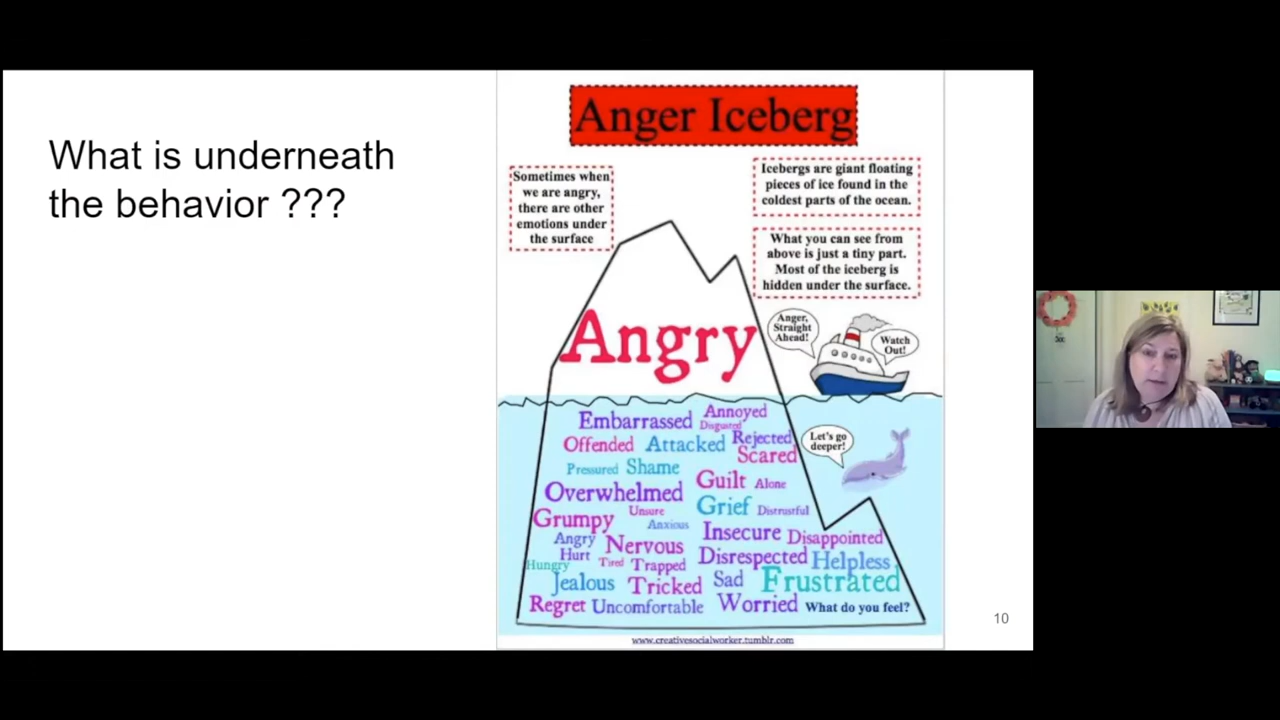 What is underneath
the behavior ???
Anger Iceberg
Sometimes when
we are angry,
there are other
emotions under
the surface
Icebergs are giant floating
pieces of ice found in the
coldest parts of the ocean.
What you can see from
above is just a tiny part.
Most of the iceberg is
hidden under the surface.
Angry
Anger,
Straight
Ahead!
Watch
Out!
Embarrassed Annoyed
Disgusted
Offended Attacked Rejected
Scared
Pressured Shame
Guilt Alone
Overwhelmed
Grief Distrustful
Unsure
Grumpy Anxious
Insecure Disappointed
Angry Nervous
Hurt
Disrespected Helpless
Hungry Tired Trapped
Jealous Tricked Sad Frustrated
Regret Uncomfortable Worried What do you feel?
Let's go
deeper!
www.creativesocialworker.tumblr.com
10